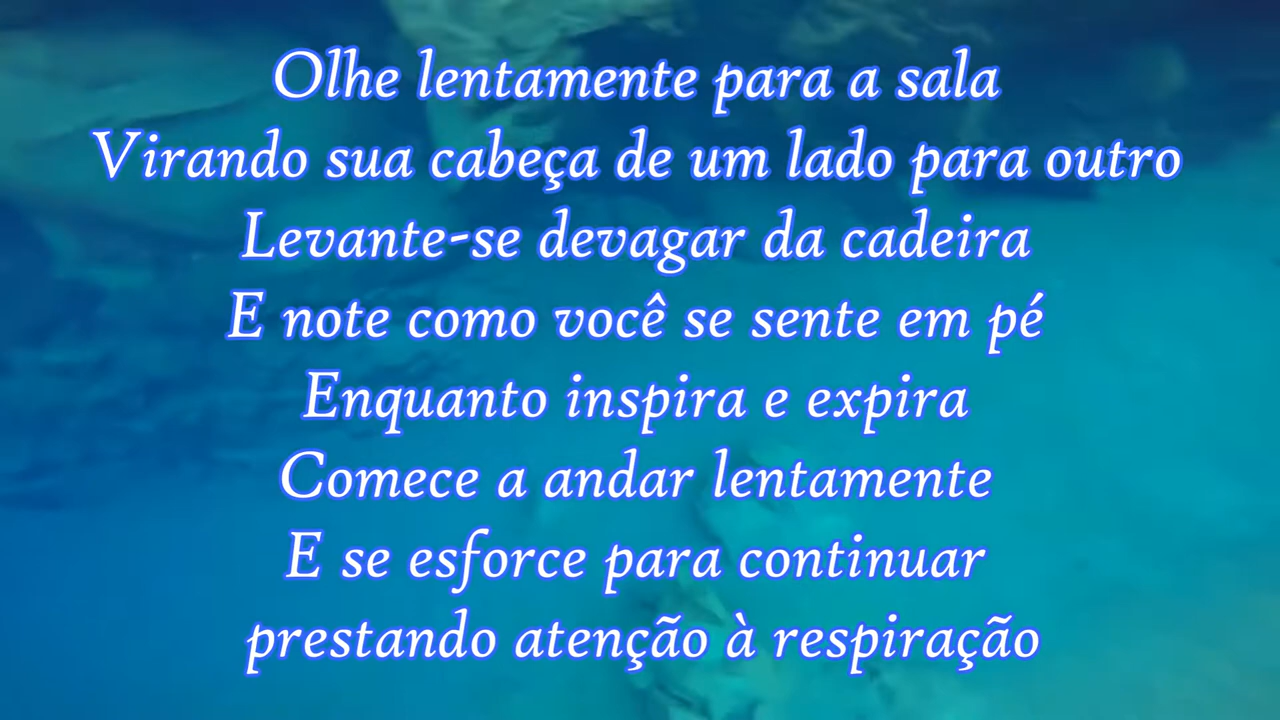 Olhe lentamente para a sala
Virando sua cabeça de um lado para outro
Levante-se devagar da cadeira
E note como você se sente em pé
Enquanto inspira e expira
Comece a andar lentamente
E se esforce para continuar
prestando atenção à respiração